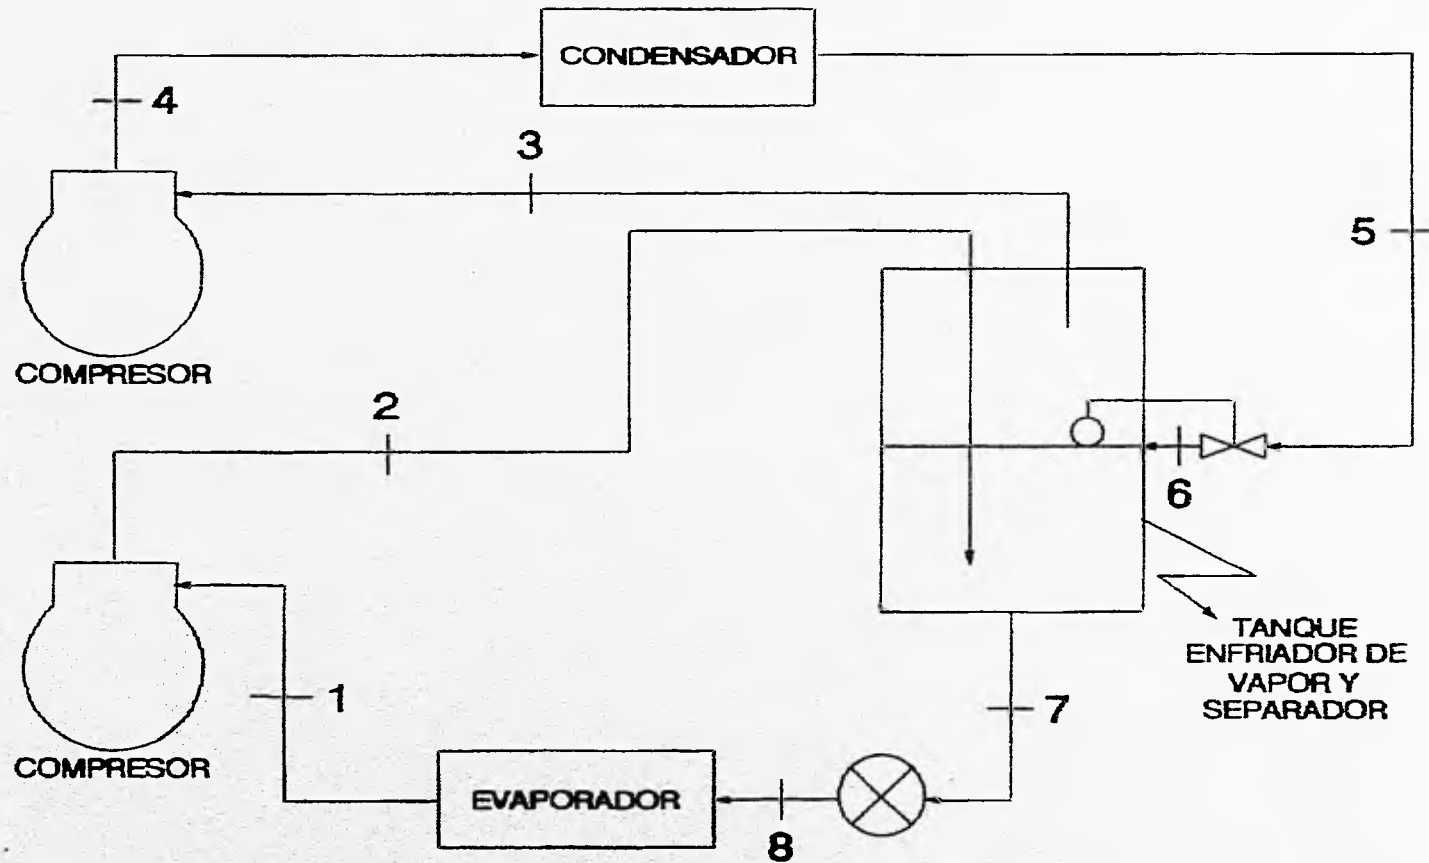 CONDENSADOR
4
3
5
COMPRESOR
2
6
TANQUE
ENFRIADOR DE
VAPOR Y
SEPARADOR
1
7
COMPRESOR
EVAPORADOR
8